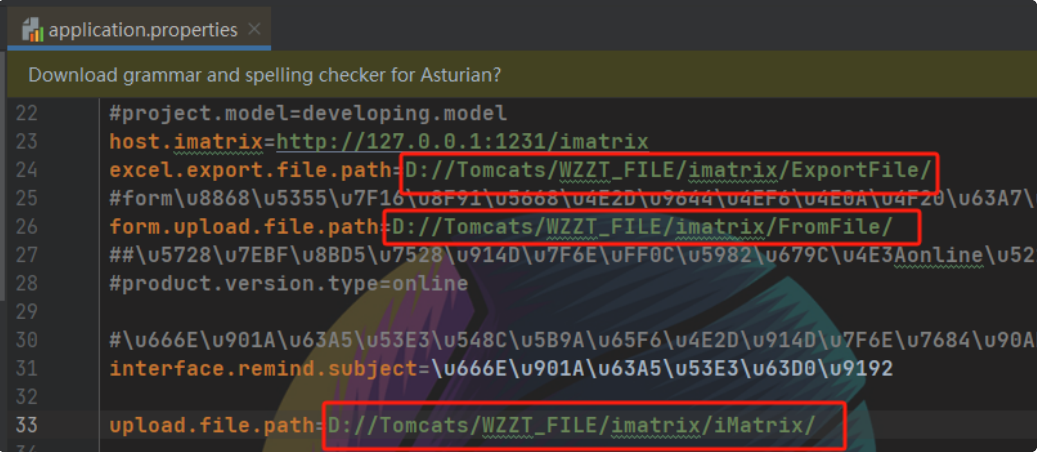 application.properties
Download grammar and spelling checker for Asturian?
22 #project.model=developing.model
23 host.imatrix=http://127.0.0.1:1231/imatrix
24 excel.export.file.path=D://Tomcats/WZZT_FILE/imatrix/ExportFile/
25 #form\u8868\u5355\u7F16\u8F91\u5668\u4E2D\u9644\u4EF6\u4E0A\u4F20\u63A7\
26 form.upload.file.path=D://Tomcats/WZZT_FILE/imatrix/FromFile/
27 ##\u5728\u7EBF\u8BD5\u7528\u914D\u7F6E\uFF0C\u5982\u679C\u4E3Aonline\u52
28 #product.version.type=online
29
30 #\u666E\u901A\u63A5\u53E3\u548C\u5B9A\u65F6\u4E2D\u914D\u7F6E\u7684\u90A
31 interface.remind.subject=\u666E\u901A\u63A5\u53E3\u63D0\u9192
32
33 upload.file.path=D://Tomcats/WZZT_FILE/imatrix/iMatrix/